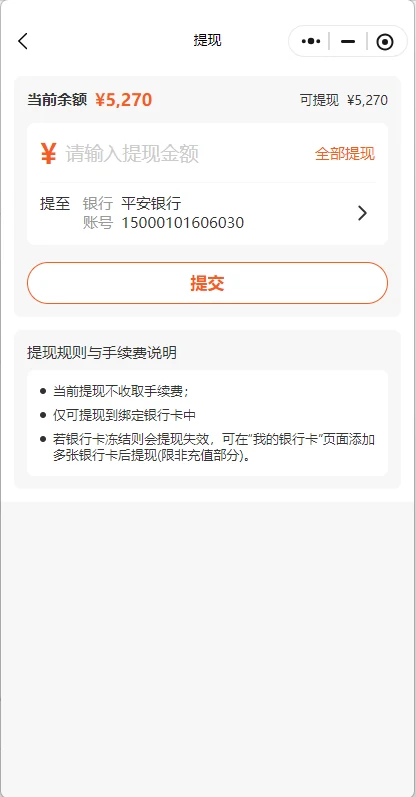 提现
当前余额 ¥5,270 可提现 ¥5,270
¥ 请输入提现金额 全部提现
提至 银行 平安银行
账号 15000101606030
提交
提现规则与手续费说明
当前提现不收取手续费；
仅可提现到绑定银行卡中
若银行卡冻结则会提现失效，可在“我的银行卡”页面添加
多张银行卡后提现(限非充值部分)。